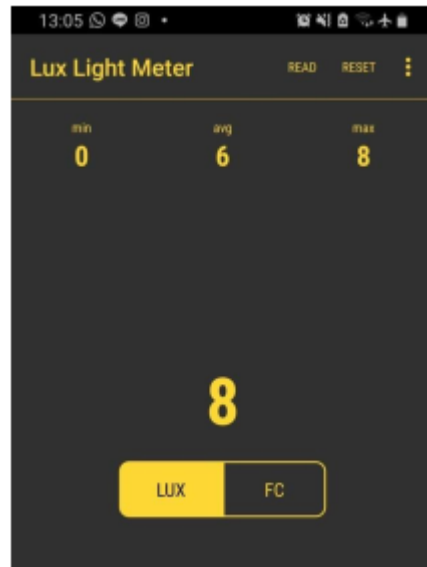 13:05
Lux Light Meter READ RESET
min avg max
0 6 8
8
LUX FC